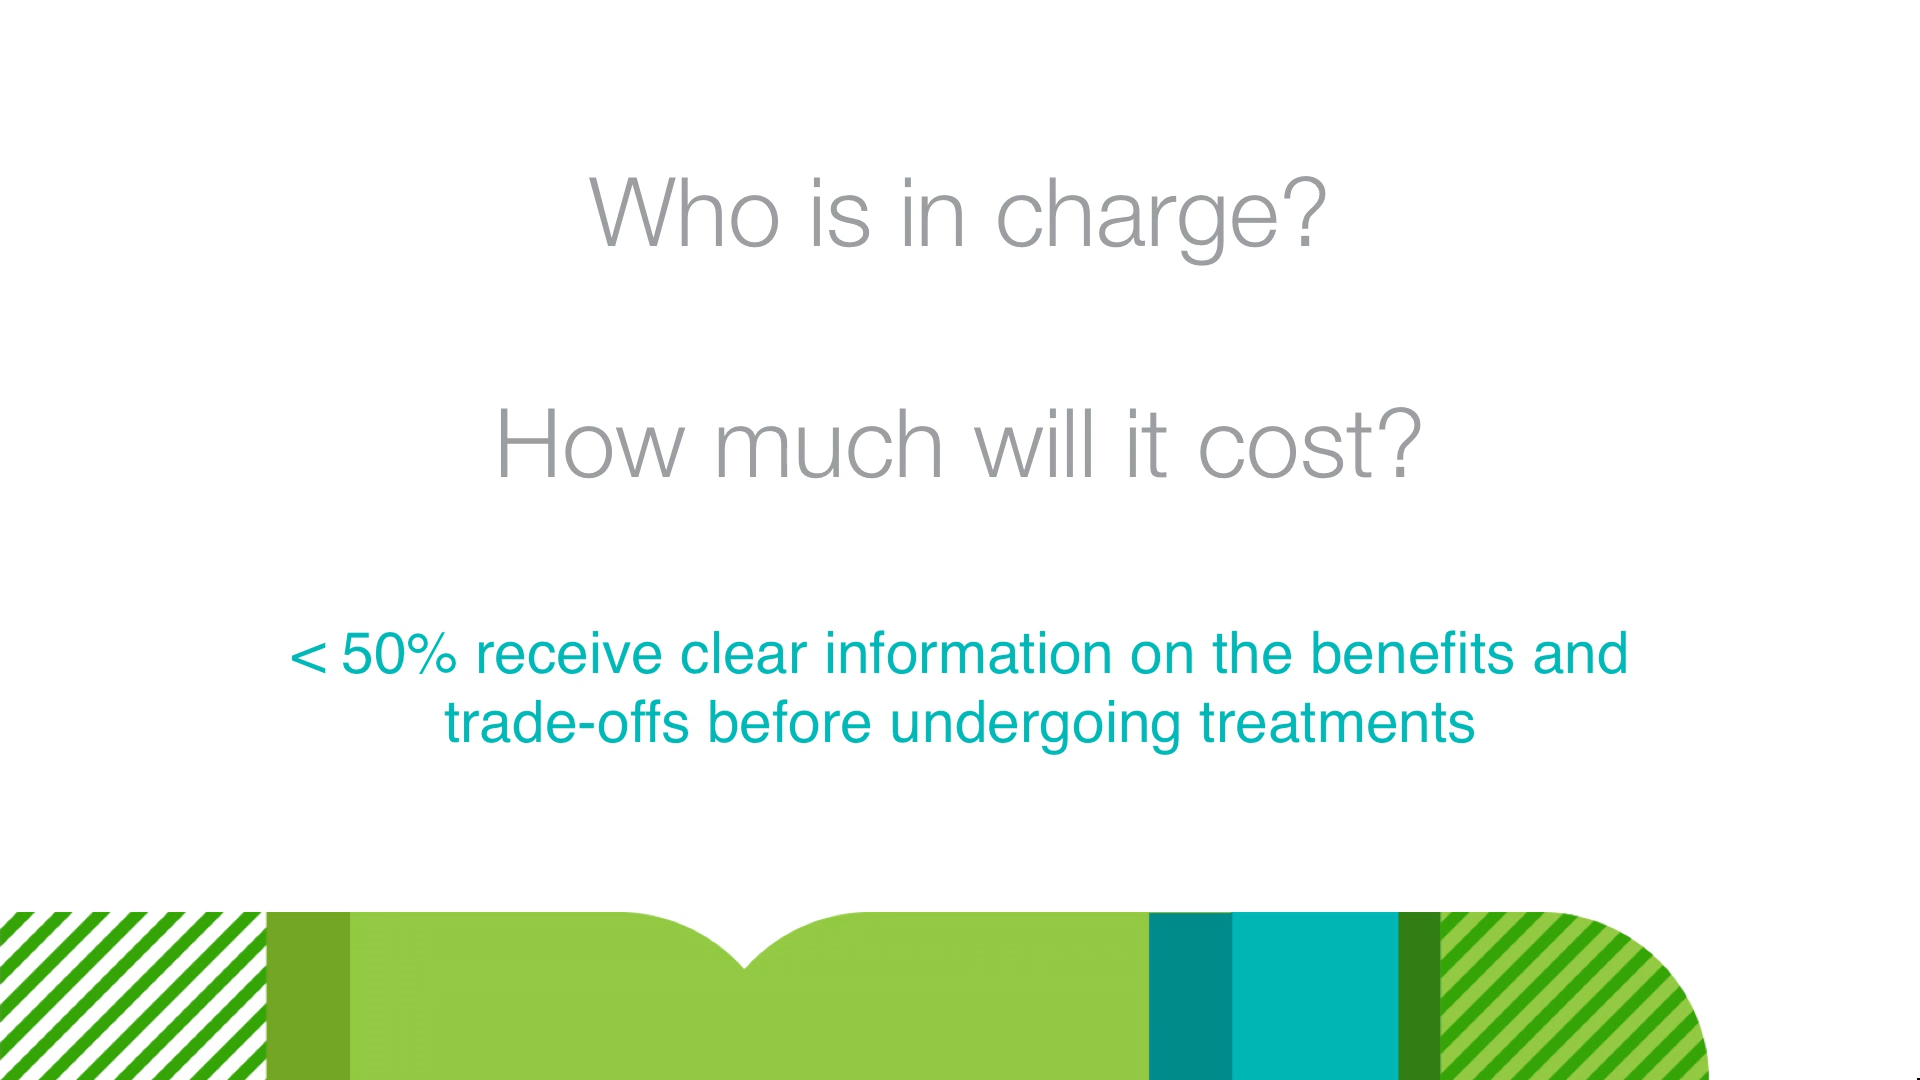 Who is in charge?
How much will it cost?
< 50% receive clear information on the benefits and
trade-offs before undergoing treatments